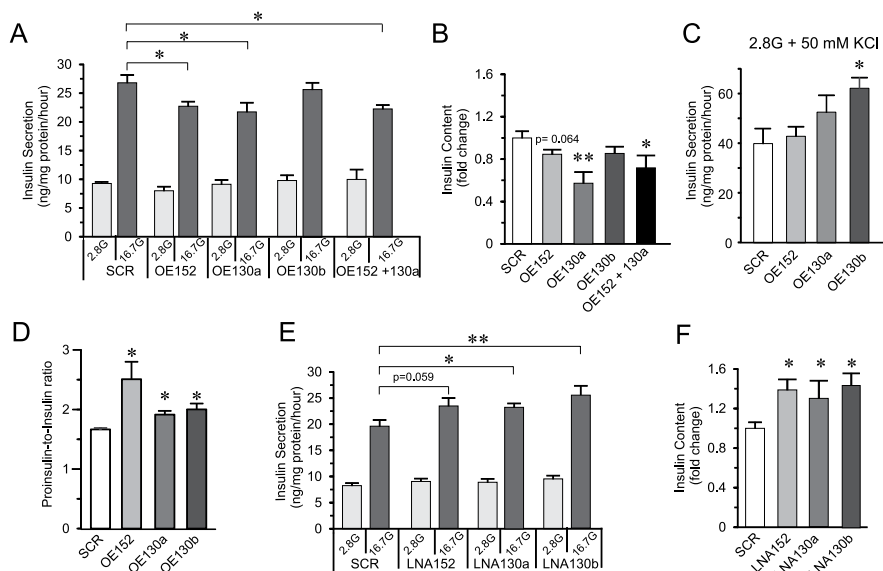 A
*
*
*
Insulin Secretion
(ng/mg protein/hour)
30
25
20
15
10
5
0
2.8G 16.7G 2.8G 16.7G 2.8G 16.7G 2.8G 16.7G 2.8G 16.7G
SCR OE152 OE130a OE130b OE152 +130a
B
Insulin Content
(fold change)
1.6
1.2
0.8
0.4
0
p= 0.064
**
*
SCR OE152 OE130a OE130b OE152 + 130a
C
2.8G + 50 mM KCl
Insulin Secretion
(ng/mg protein/hour)
80
60
40
20
0
*
SCR OE152 OE130a OE130b
D
Proinsulin-to-Insulin ratio
3
2
1
0
*
*
*
SCR OE152 OE130a OE130b
E
**
*
p=0.059
Insulin Secretion
(ng/mg protein/hour)
30
25
20
15
10
5
0
2.8G 16.7G 2.8G 16.7G 2.8G 16.7G 2.8G 16.7G
SCR LNA152 LNA130a LNA130b
F
Insulin Content
(fold change)
1.6
1.2
0.8
0.4
0
* * *
SCR LNA152 LNA130a LNA130b